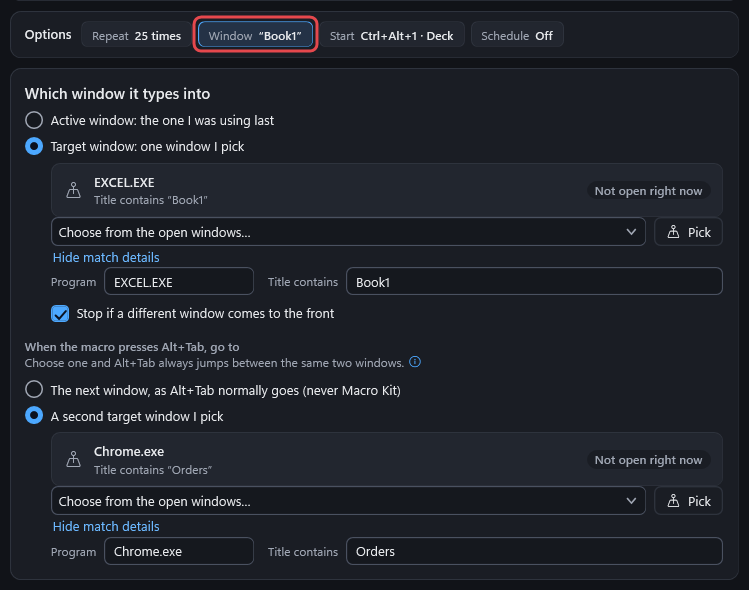 Options Repeat 25 times Window “Book1” Start Ctrl+Alt+1 · Deck Schedule Off
Which window it types into
Active window: the one I was using last
Target window: one window I pick
EXCEL.EXE
Title contains “Book1”
Not open right now
Choose from the open windows... Pick
Hide match details
Program EXCEL.EXE Title contains Book1
Stop if a different window comes to the front
When the macro presses Alt+Tab, go to
Choose one and Alt+Tab always jumps between the same two windows.
The next window, as Alt+Tab normally goes (never Macro Kit)
A second target window I pick
Chrome.exe
Title contains “Orders”
Not open right now
Choose from the open windows... Pick
Hide match details
Program Chrome.exe Title contains Orders